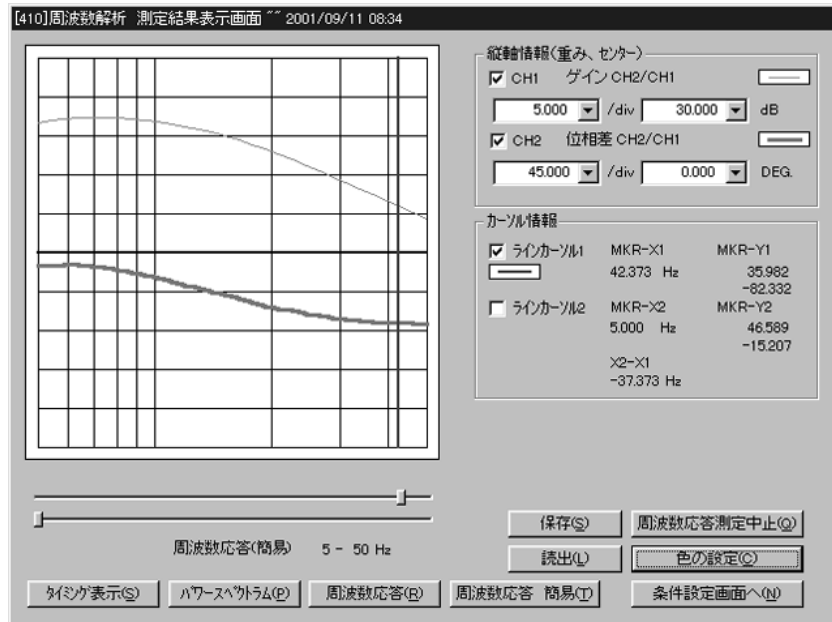 [410]周波数解析 測定結果表示画面 ~~ 2001/09/11 08:34
縦軸情報(重み、センター)
CH1 ゲイン CH2/CH1
5.000 /div 30.000 dB
CH2 位相差 CH2/CH1
45.000 /div 0.000 DEG.
カーソル情報
ラインカーソル1 MKR-X1 MKR-Y1
42.373 Hz 35.982
-82.332
ラインカーソル2 MKR-X2 MKR-Y2
5.000 Hz 46.589
-15.207
X2-X1
-37.373 Hz
周波数応答(簡易) 5 - 50 Hz
保存(S) 周波数応答測定中止(Q)
読出(L) 色の設定(C)
タイミング表示(S) パワースペクトラム(P) 周波数応答(R) 周波数応答 簡易(T) 条件設定画面へ(N)